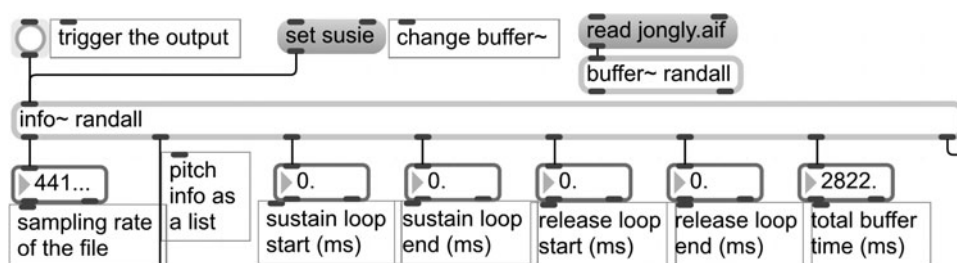 trigger the output
set susie
change buffer~
read jongly.aif
buffer~ randall
info~ randall
441...
pitch
info as
a list
0.
0.
0.
0.
2822.
sampling rate
of the file
sustain loop
start (ms)
sustain loop
end (ms)
release loop
start (ms)
release loop
end (ms)
total buffer
time (ms)